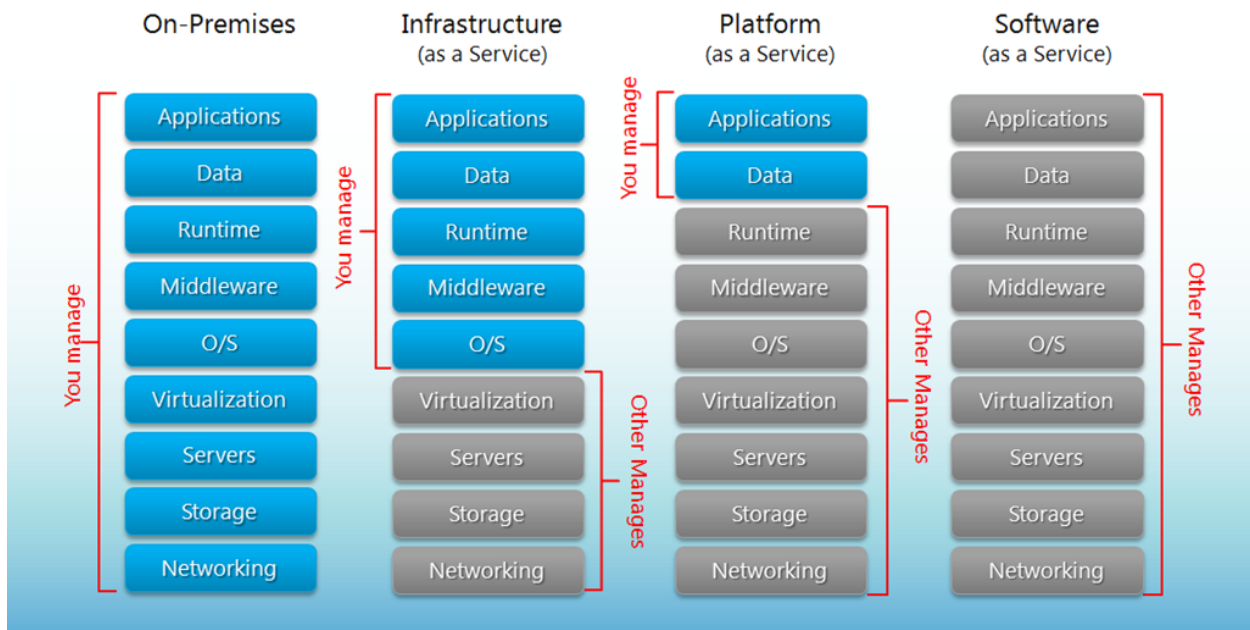 On-Premises
You manage
Applications
Data
Runtime
Middleware
O/S
Virtualization
Servers
Storage
Networking
Infrastructure
(as a Service)
You manage
Applications
Data
Runtime
Middleware
O/S
Virtualization
Servers
Storage
Networking
Other Manages
Platform
(as a Service)
You manage
Applications
Data
Runtime
Middleware
O/S
Virtualization
Servers
Storage
Networking
Other Manages
Software
(as a Service)
Applications
Data
Runtime
Middleware
O/S
Virtualization
Servers
Storage
Networking
Other Manages